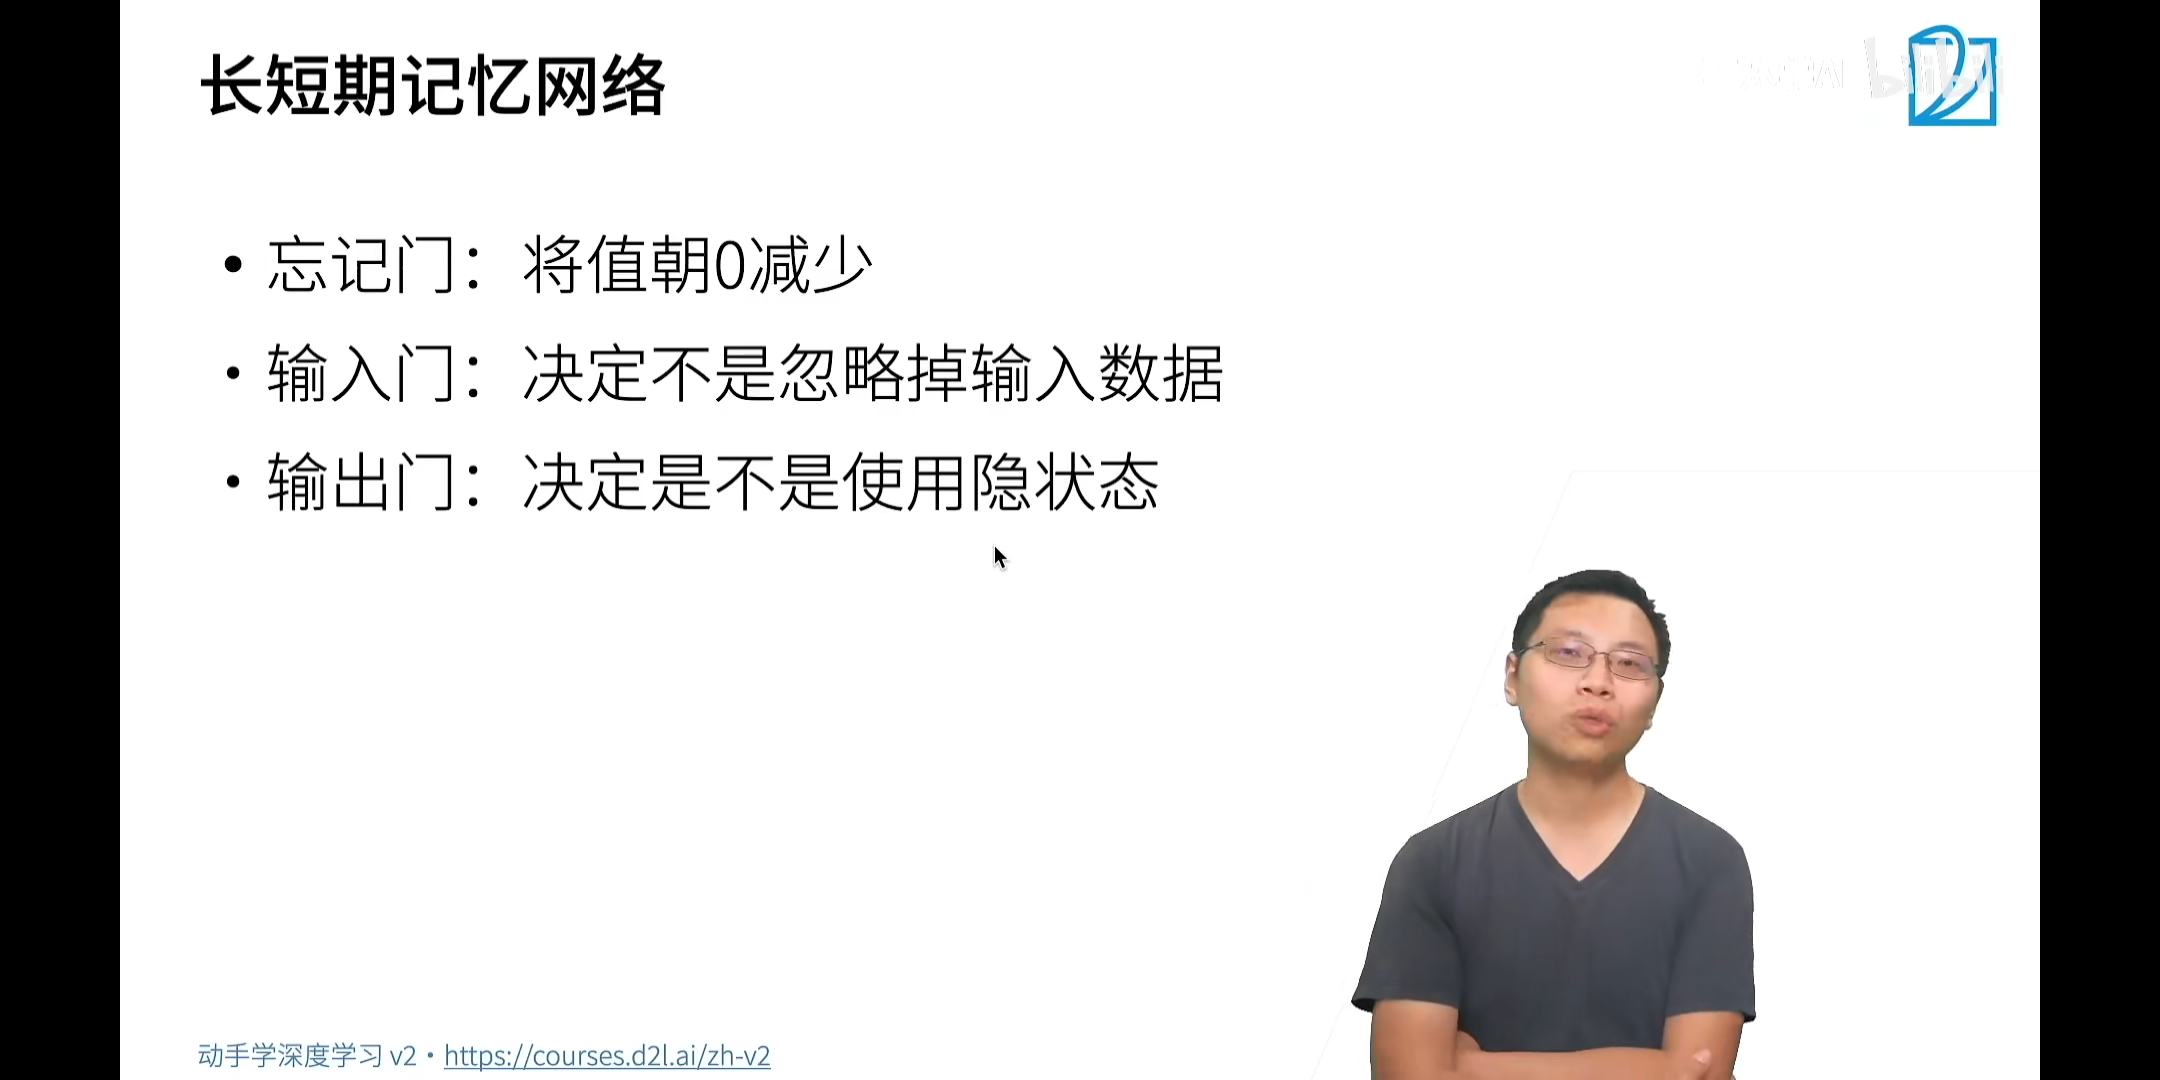 长短期记忆网络
bilibili
• 忘记门：将值朝0减少
• 输入门：决定不是忽略掉输入数据
• 输出门：决定是不是使用隐状态
动手学深度学习 v2 • https://courses.d2l.ai/zh-v2